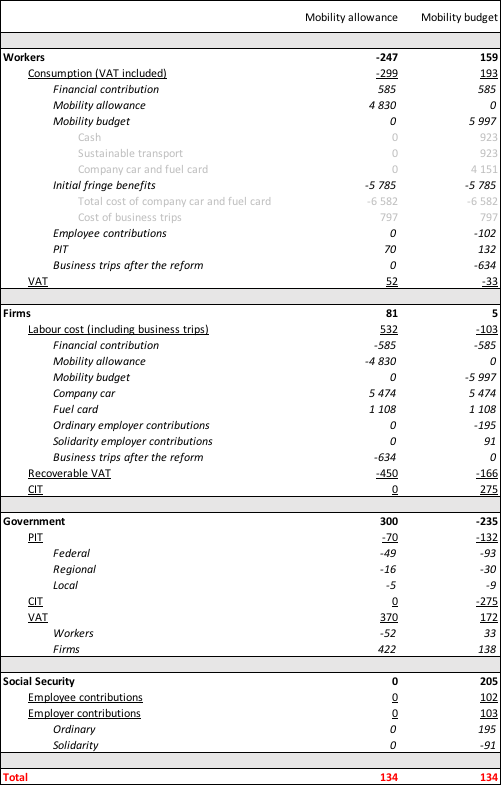 Mobility allowance Mobility budget
Workers -247 159
Consumption (VAT included) -299 193
Financial contribution 585 585
Mobility allowance 4 830 0
Mobility budget 0 5 997
Cash 0 923
Sustainable transport 0 923
Company car and fuel card 0 4 151
Initial fringe benefits -5 785 -5 785
Total cost of company car and fuel card -6 582 -6 582
Cost of business trips 797 797
Employee contributions 0 -102
PIT 70 132
Business trips after the reform 0 -634
VAT 52 -33
Firms 81 5
Labour cost (including business trips) 532 -103
Financial contribution -585 -585
Mobility allowance -4 830 0
Mobility budget 0 -5 997
Company car 5 474 5 474
Fuel card 1 108 1 108
Ordinary employer contributions 0 -195
Solidarity employer contributions 0 91
Business trips after the reform -634 0
Recoverable VAT -450 -166
CIT 0 275
Government 300 -235
PIT -70 -132
Federal -49 -93
Regional -16 -30
Local -5 -9
CIT 0 -275
VAT 370 172
Workers -52 33
Firms 422 138
Social Security 0 205
Employee contributions 0 102
Employer contributions 0 103
Ordinary 0 195
Solidarity 0 -91
Total 134 134